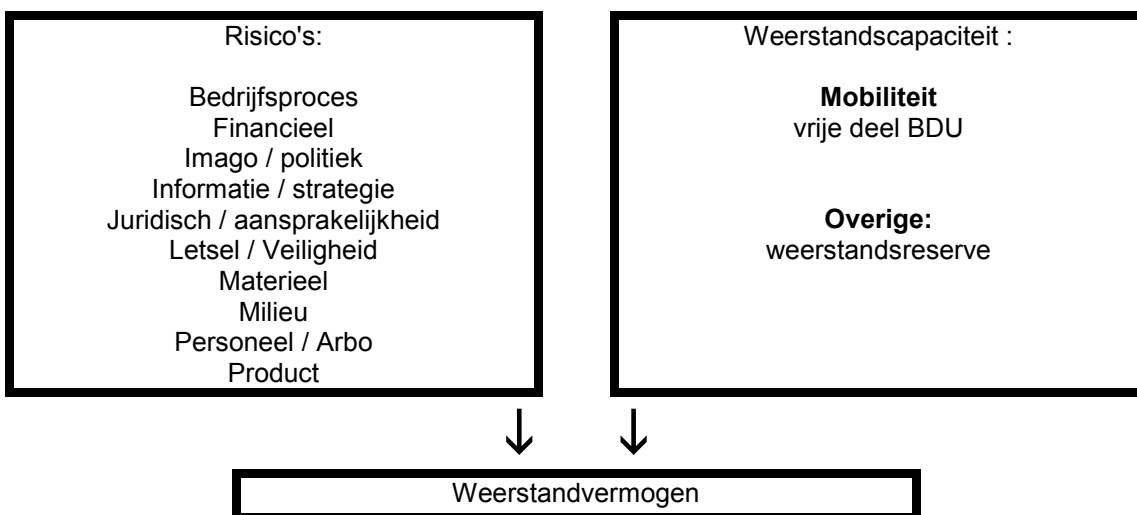 Risico's:
Bedrijfsproces
Financieel
Imago / politiek
Informatie / strategie
Juridisch / aansprakelijkheid
Letsel / Veiligheid
Materieel
Milieu
Personeel / Arbo
Product
Weerstandscapaciteit :
Mobiliteit
vrije deel BDU
Overige:
weerstandsreserve
Weerstandvermogen